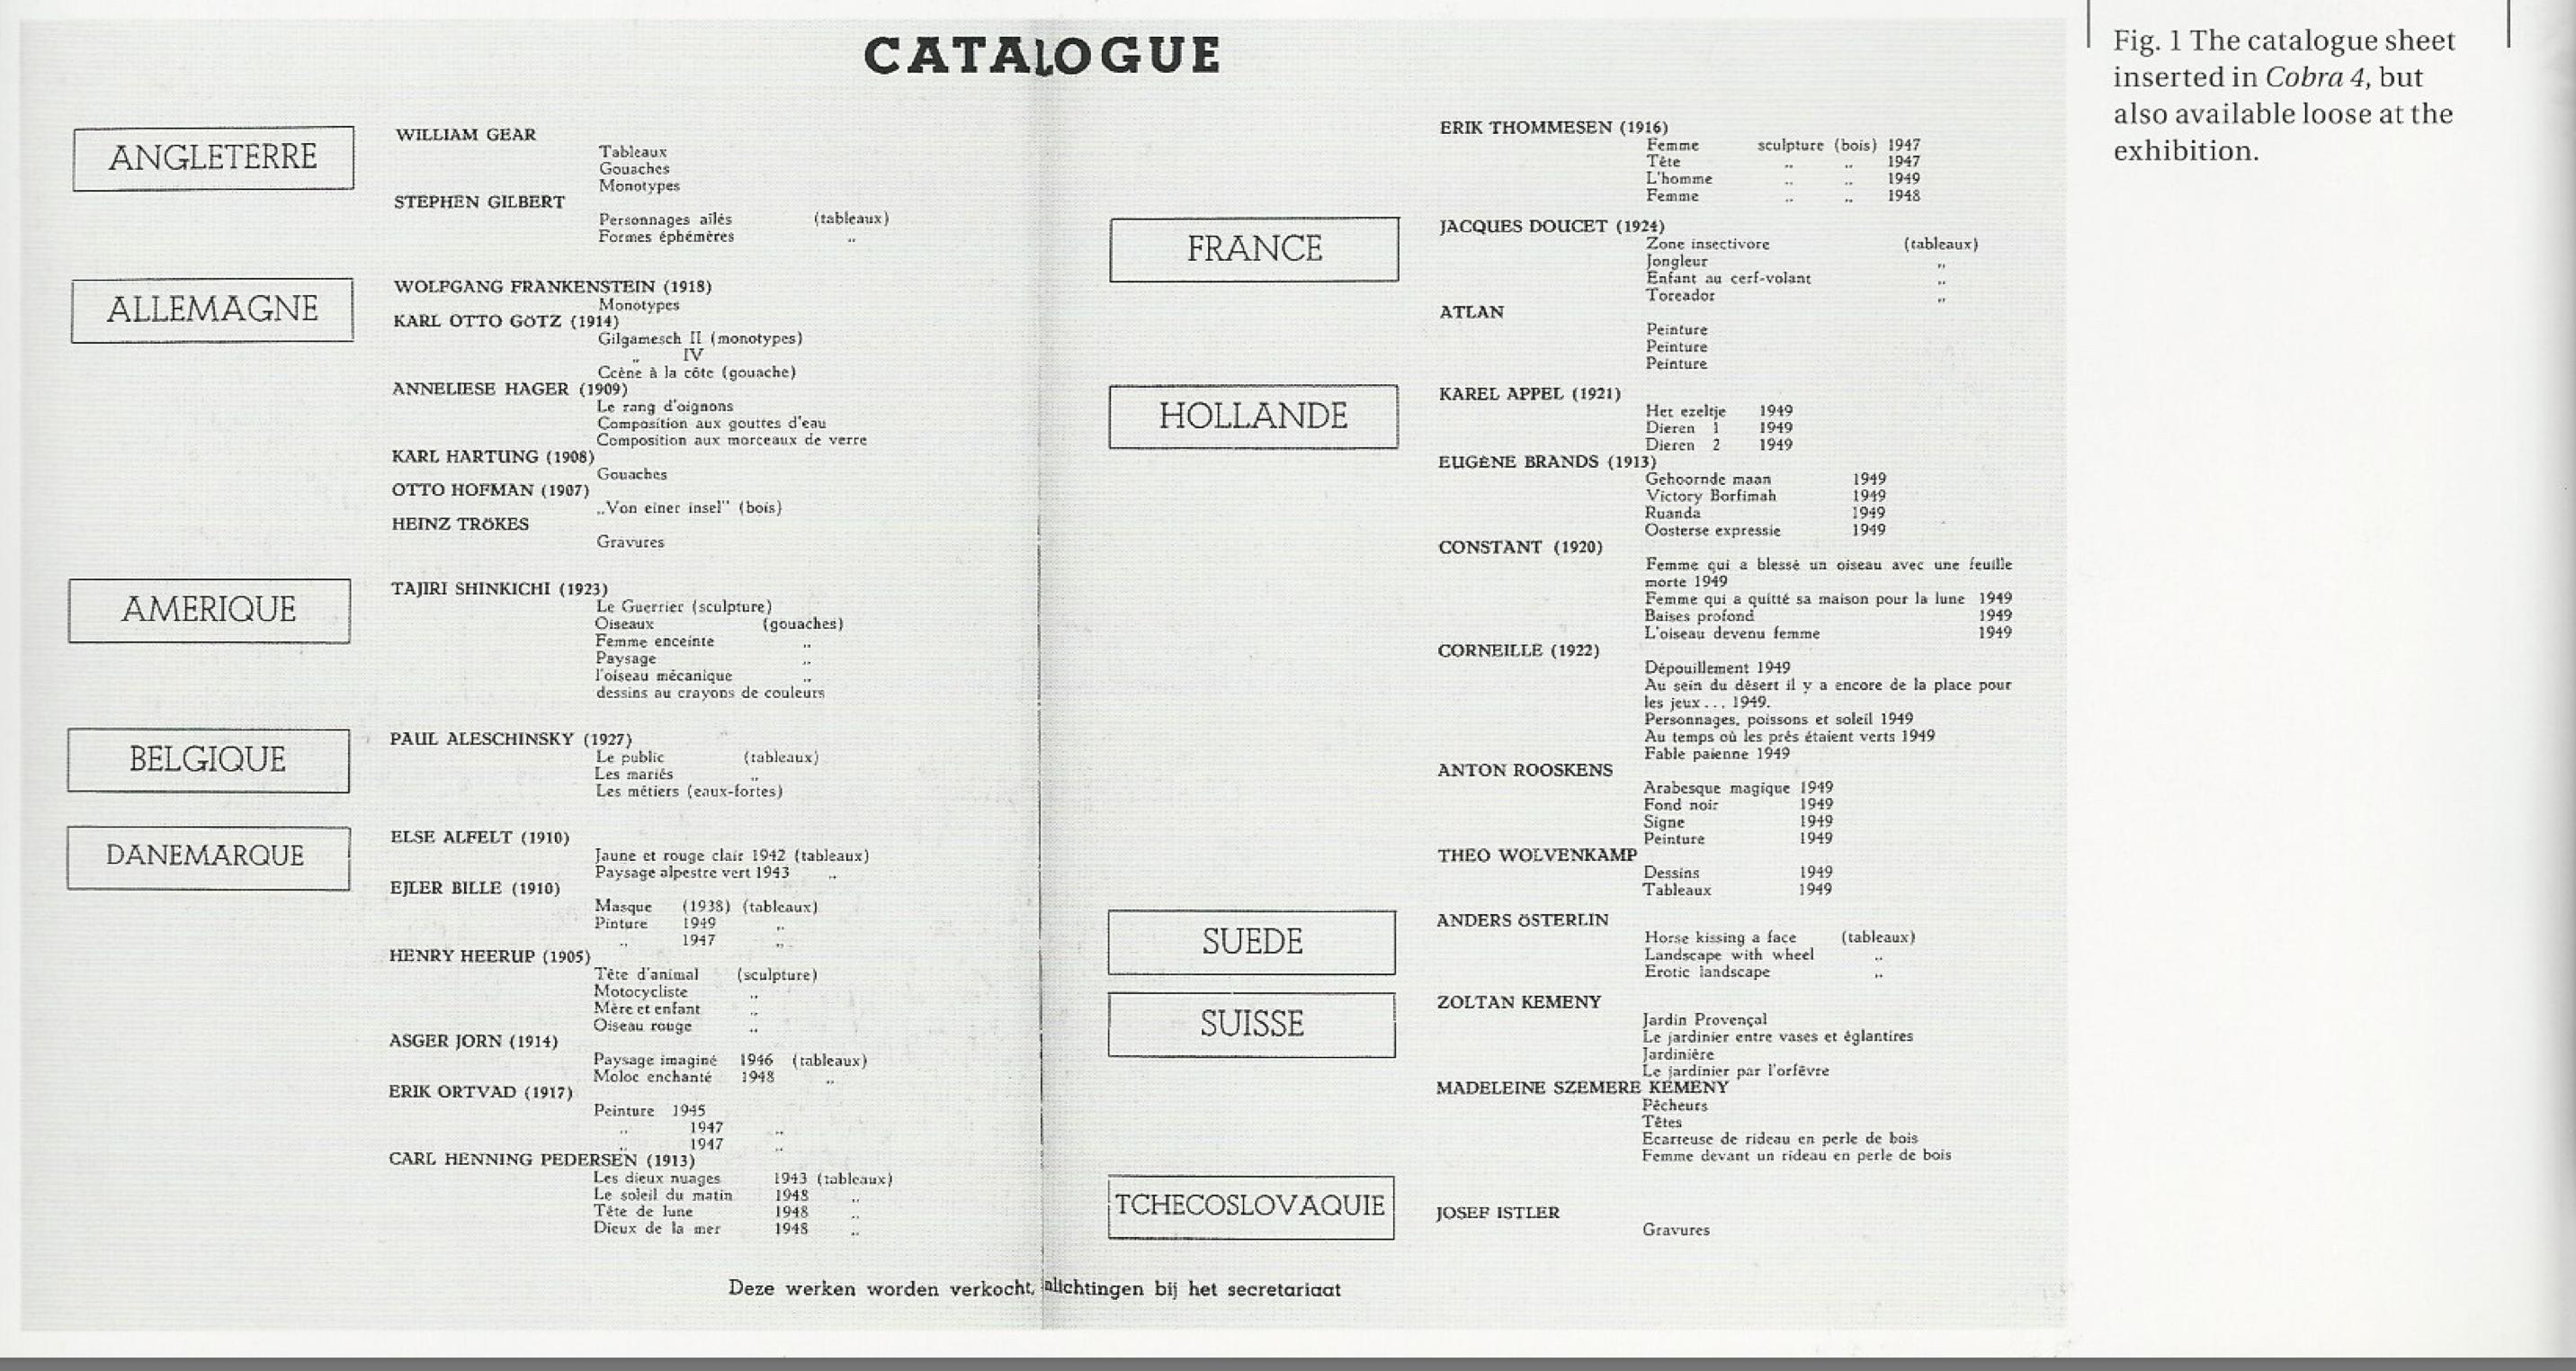 CATALOGUE
ANGLETERRE
WILLIAM GEAR
Tableaux
Gouaches
Monotypes
STEPHEN GILBERT
Personnages ailés (tableaux)
Formes éphémères „
ALLEMAGNE
WOLFGANG FRANKENSTEIN (1918)
Monotypes
KARL OTTO GÖTZ (1914)
Gilgamesch II (monotypes)
„ IV
Ccène à la côte (gouache)
ANNELIESE HAGER (1909)
Le rang d'oignons
Composition aux gouttes d'eau
Composition aux morceaux de verre
KARL HARTUNG (1908)
Gouaches
OTTO HOFMAN (1907)
„Von einer insel" (bois)
HEINZ TRÖKES
Gravures
AMERIQUE
TAJIRI SHINKICHI (1923)
Le Guerrier (sculpture)
Oiseaux (gouaches)
Femme enceinte „
Paysage „
l'oiseau mécanique „
dessins au crayons de couleurs
BELGIQUE
PAUL ALESCHINSKY (1927)
Le public (tableaux)
Les mariés „
Les métiers (eaux-fortes)
DANEMARQUE
ELSE ALFELT (1910)
Jaune et rouge clair 1942 (tableaux)
Paysage alpestre vert 1943 „
EJLER BILLE (1910)
Masque (1938) (tableaux)
Pinture 1949 „
„ 1947 „
HENRY HEERUP (1905)
Tête d'animal (sculpture)
Motocycliste „
Mère et enfant „
Oiseau rouge „
ASGER JORN (1914)
Paysage imaginé 1946 (tableaux)
Moloc enchanté 1948 „
ERIK ORTVAD (1917)
Peinture 1945
„ 1947 „
„ 1947 „
CARL HENNING PEDERSEN (1913)
Les dieux nuages 1943 (tableaux)
Le soleil du matin 1948 „
Tête de lune 1948 „
Dieux de la mer 1948 „
ERIK THOMMESEN (1916)
Femme sculpture (bois) 1947
Tête „ „ 1947
L'homme „ „ 1949
Femme „ „ 1948
FRANCE
JACQUES DOUCET (1924)
Zone insectivore (tableaux)
Jongleur „
Enfant au cerf-volant „
Toreador „
ATLAN
Peinture
Peinture
Peinture
HOLLANDE
KAREL APPEL (1921)
Het ezeltje 1949
Dieren 1 1949
Dieren 2 1949
EUGÈNE BRANDS (1913)
Gehoornde maan 1949
Victory Borfimah 1949
Ruanda 1949
Oosterse expressie 1949
CONSTANT (1920)
Femme qui a blessé un oiseau avec une feuille
morte 1949
Femme qui a quitté sa maison pour la lune 1949
Baises profond 1949
L'oiseau devenu femme 1949
CORNEILLE (1922)
Dépouillement 1949
Au sein du désert il y a encore de la place pour
les jeux . . . 1949.
Personnages, poissons et soleil 1949
Au temps où les prés étaient verts 1949
Fable paienne 1949
ANTON ROOSKENS
Arabesque magique 1949
Fond noir 1949
Signe 1949
Peinture 1949
THEO WOLVENKAMP
Dessins 1949
Tableaux 1949
SUEDE
ANDERS ÖSTERLIN
Horse kissing a face (tableaux)
Landscape with wheel „
Erotic landscape „
SUISSE
ZOLTAN KEMENY
Jardin Provençal
Le jardinier entre vases et églantires
Jardinière
Le jardinier par l'orfêvre
MADELEINE SZEMERE KEMENY
Pêcheurs
Têtes
Ecarteuse de rideau en perle de bois
Femme devant un rideau en perle de bois
TCHECOSLOVAQUIE
JOSEF ISTLER
Gravures
Deze werken worden verkocht, inlichtingen bij het secretariaat
Fig. 1 The catalogue sheet
inserted in Cobra 4, but
also available loose at the
exhibition.